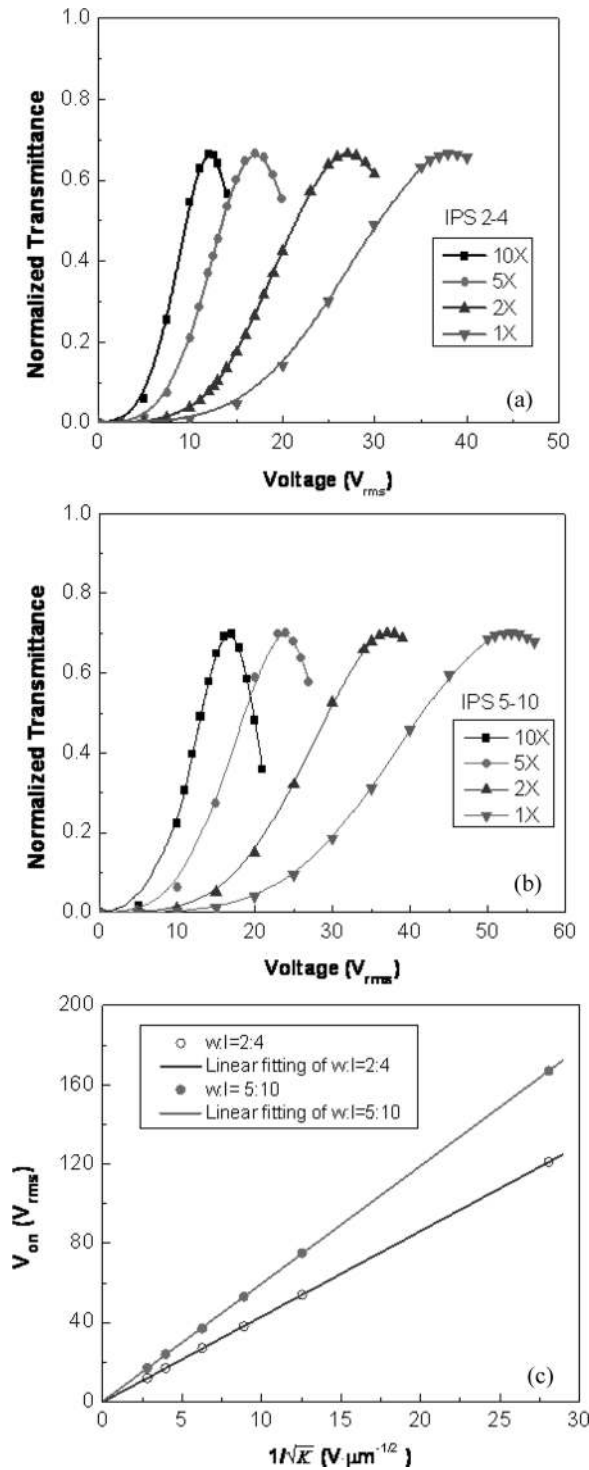 1.0
0.8
0.6
0.4
0.2
0.0
Normalized Transmittance
IPS 2-4
10X
5X
2X
1X
(a)
0 10 20 30 40 50
Voltage (Vrms)
1.0
0.8
0.6
0.4
0.2
0.0
Normalized Transmittance
IPS 5-10
10X
5X
2X
1X
(b)
0 10 20 30 40 50 60
Voltage (Vrms)
200
160
120
80
40
0
Von (Vrms)
w:l=2:4
Linear fitting of w:l=2:4
w:l= 5:10
Linear fitting of w:l=5:10
(c)
0 5 10 15 20 25 30
1/√K (V·μm-1/2)